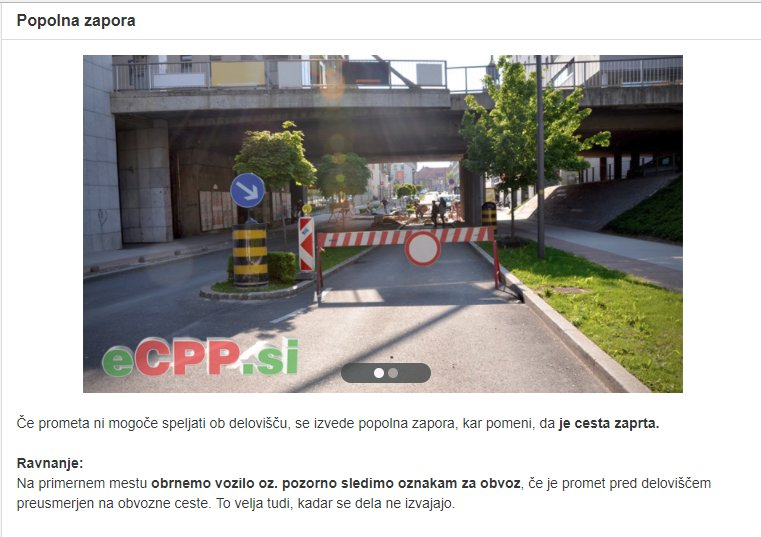 Popolna zapora
eCPP.si
Če prometa ni mogoče speljati ob delovišču, se izvede popolna zapora, kar pomeni, da je cesta zaprta.
Ravnanje:
Na primernem mestu obrnemo vozilo oz. pozorno sledimo oznakam za obvoz, če je promet pred deloviščem
preusmerjen na obvozne ceste. To velja tudi, kadar se dela ne izvajajo.